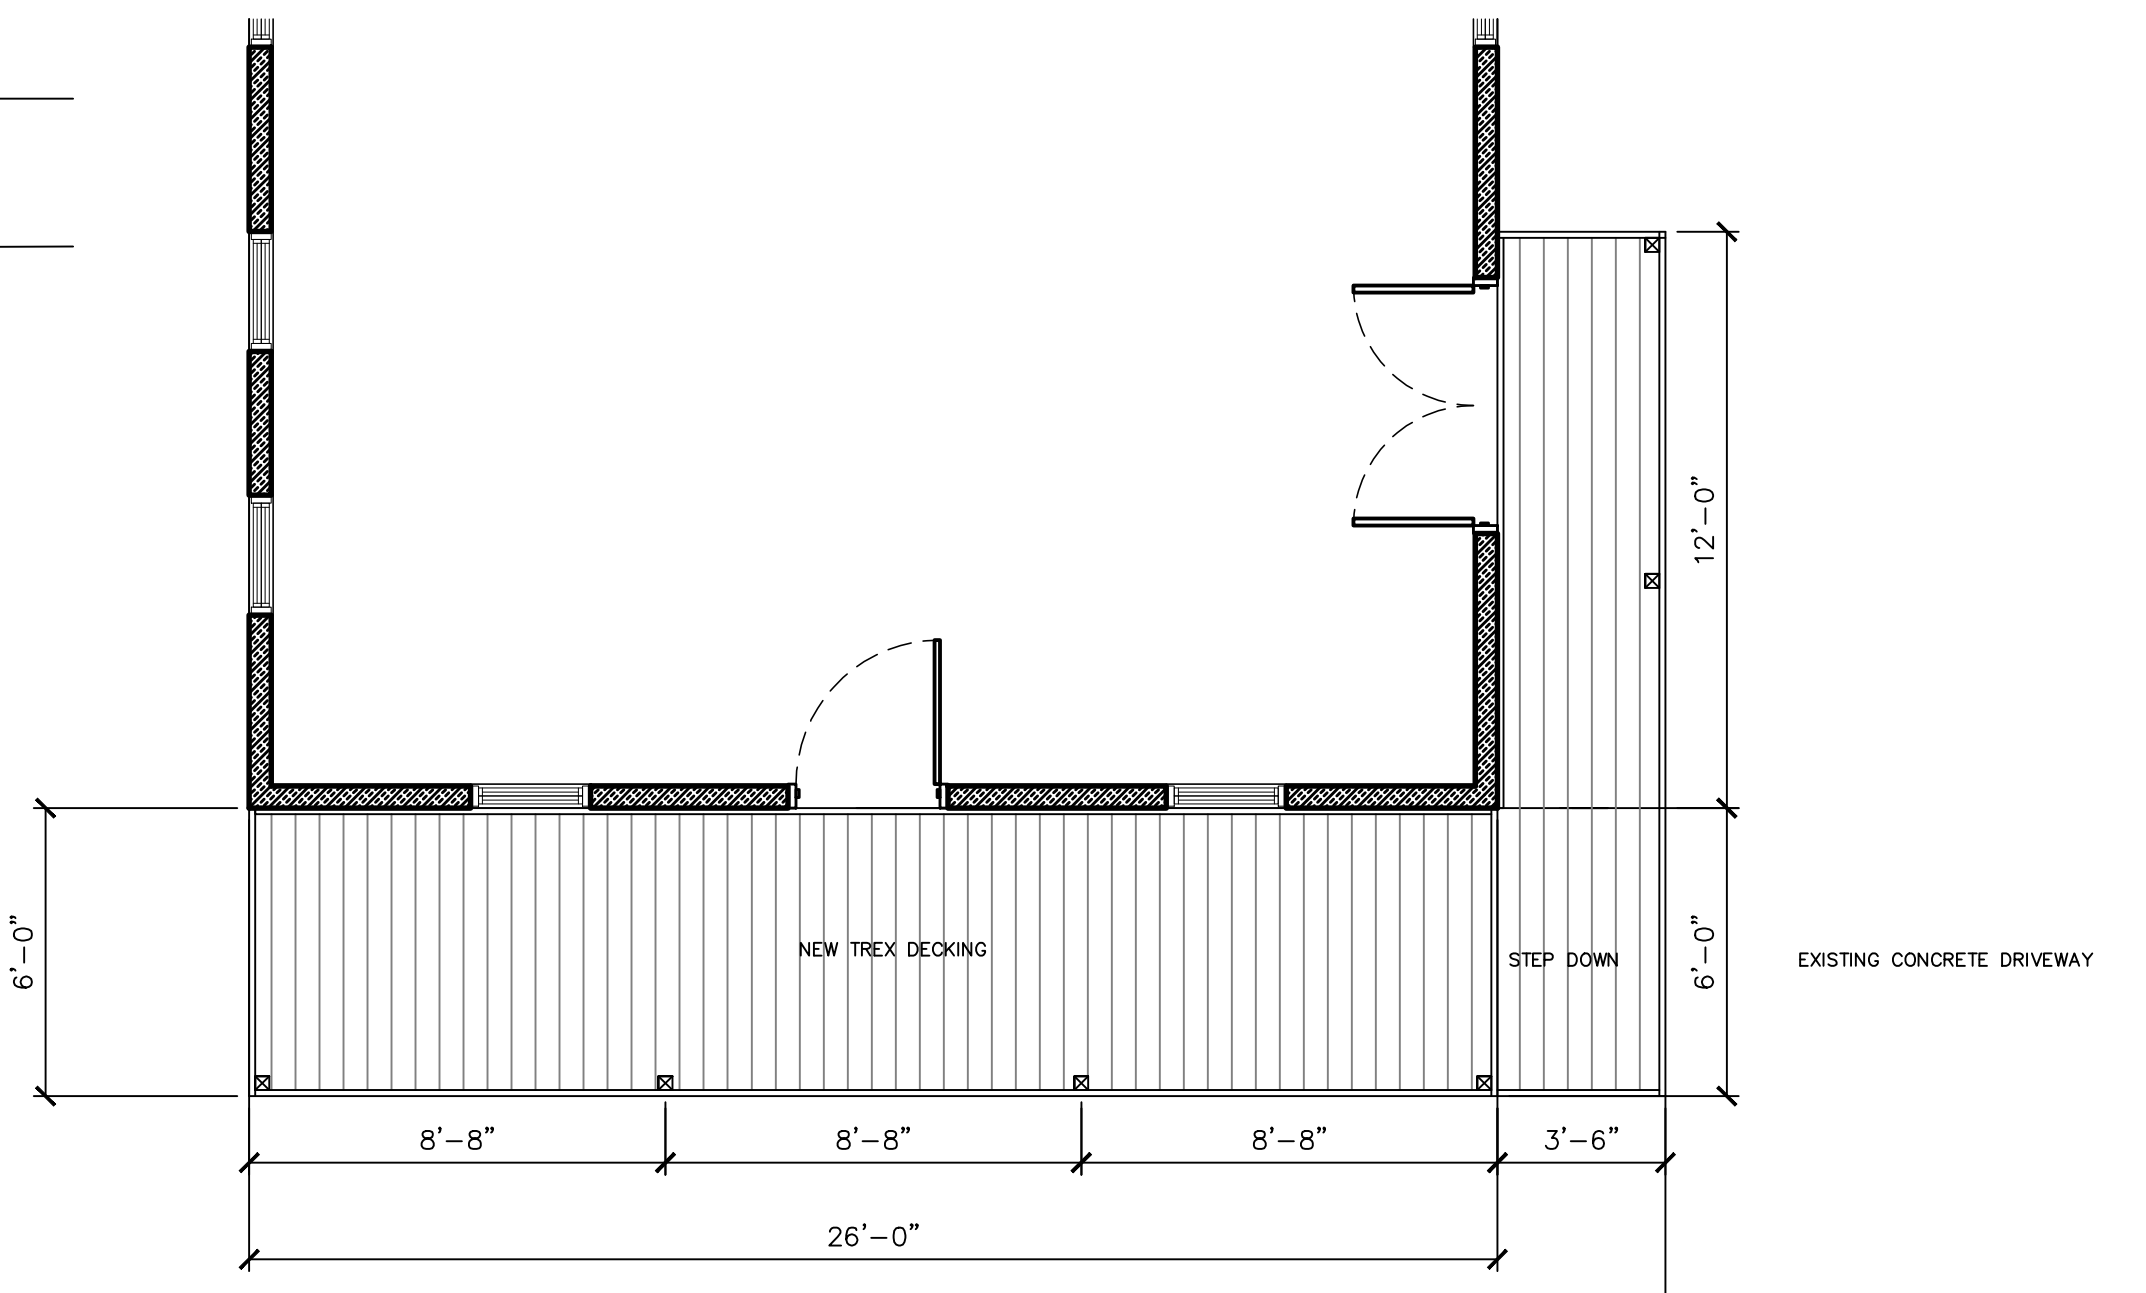 12'-0"
6'-0"
NEW TREX DECKING
STEP DOWN
6'-0"
EXISTING CONCRETE DRIVEWAY
8'-8"
8'-8"
8'-8"
3'-6"
26'-0"